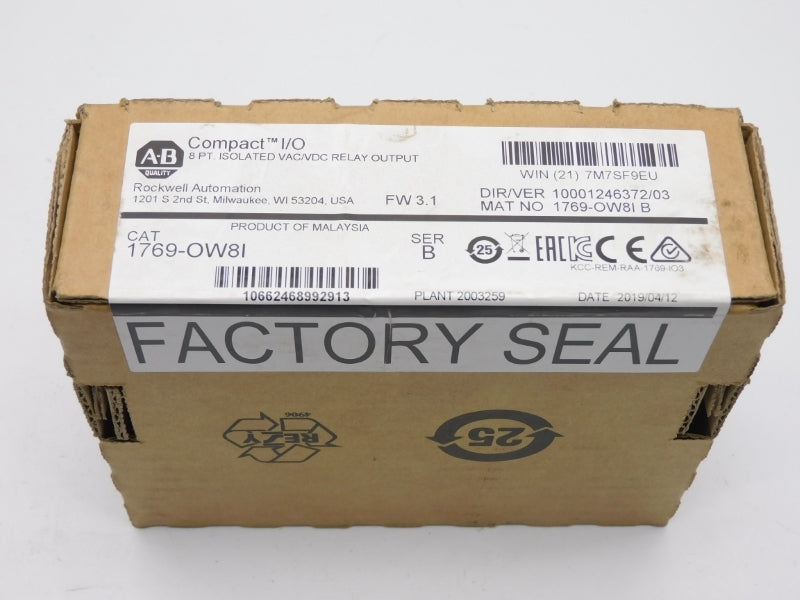 A·B
QUALITY
Compact™ I/O
8 PT. ISOLATED VAC/VDC RELAY OUTPUT
Rockwell Automation
1201 S 2nd St, Milwaukee, WI 53204, USA
FW 3.1
WIN (21) 7M7SF9EU
DIR/VER 10001246372/03
MAT NO 1769-OW8I B
PRODUCT OF MALAYSIA
CAT
1769-OW8I
SER
B
25
EAC
CE
KCC-REM-RAA-1769-IO3
10662468992913
PLANT 2003259
DATE 2019/04/12
FACTORY SEAL
4906
REZY
25